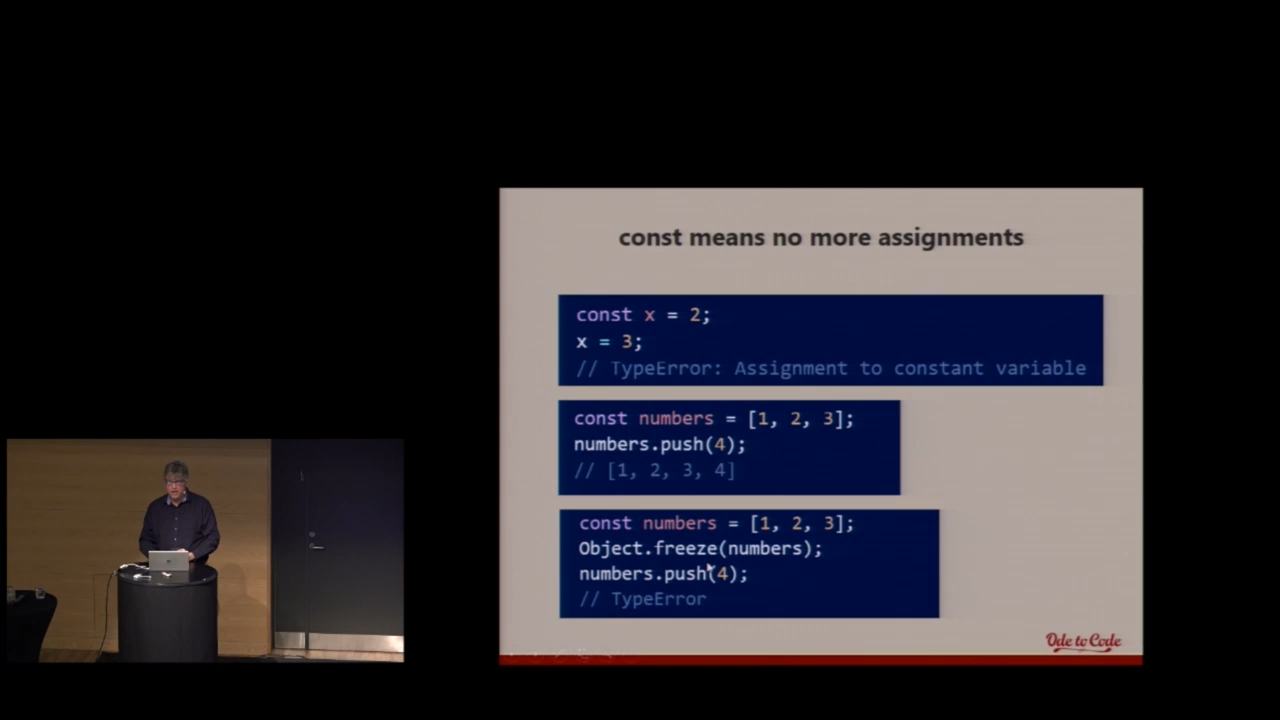 const means no more assignments
const x = 2;
x = 3;
// TypeError: Assignment to constant variable
const numbers = [1, 2, 3];
numbers.push(4);
// [1, 2, 3, 4]
const numbers = [1, 2, 3];
Object.freeze(numbers);
numbers.push(4);
// TypeError
Ode to Code